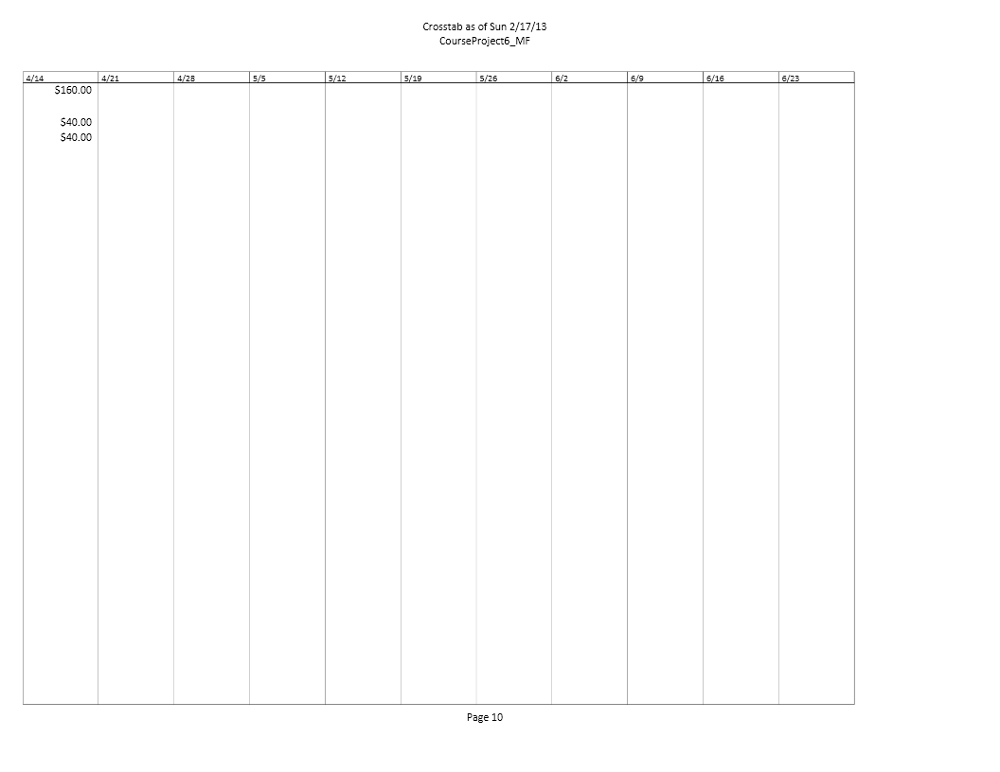 Crosstab as of Sun 2/17/13
CourseProject6_MF
4/14 4/21 4/28 5/5 5/12 5/19 5/26 6/2 6/9 6/16 6/23
$160.00
$40.00
$40.00
Page 10